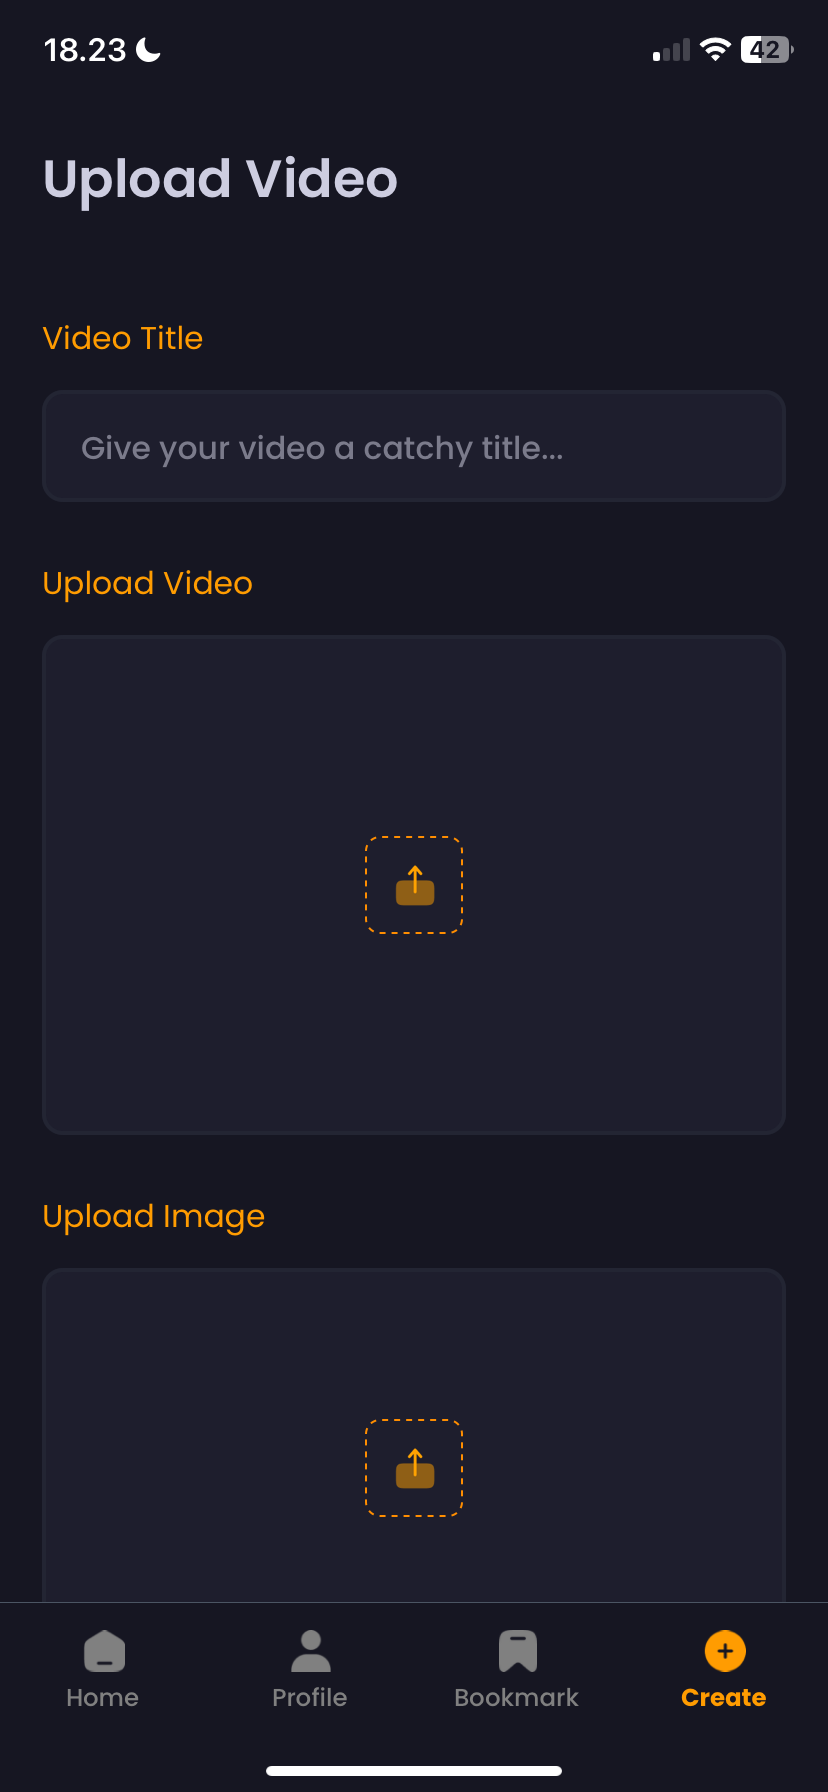 18.23
42
Upload Video
Video Title
Give your video a catchy title...
Upload Video
Upload Image
Home
Profile
Bookmark
Create